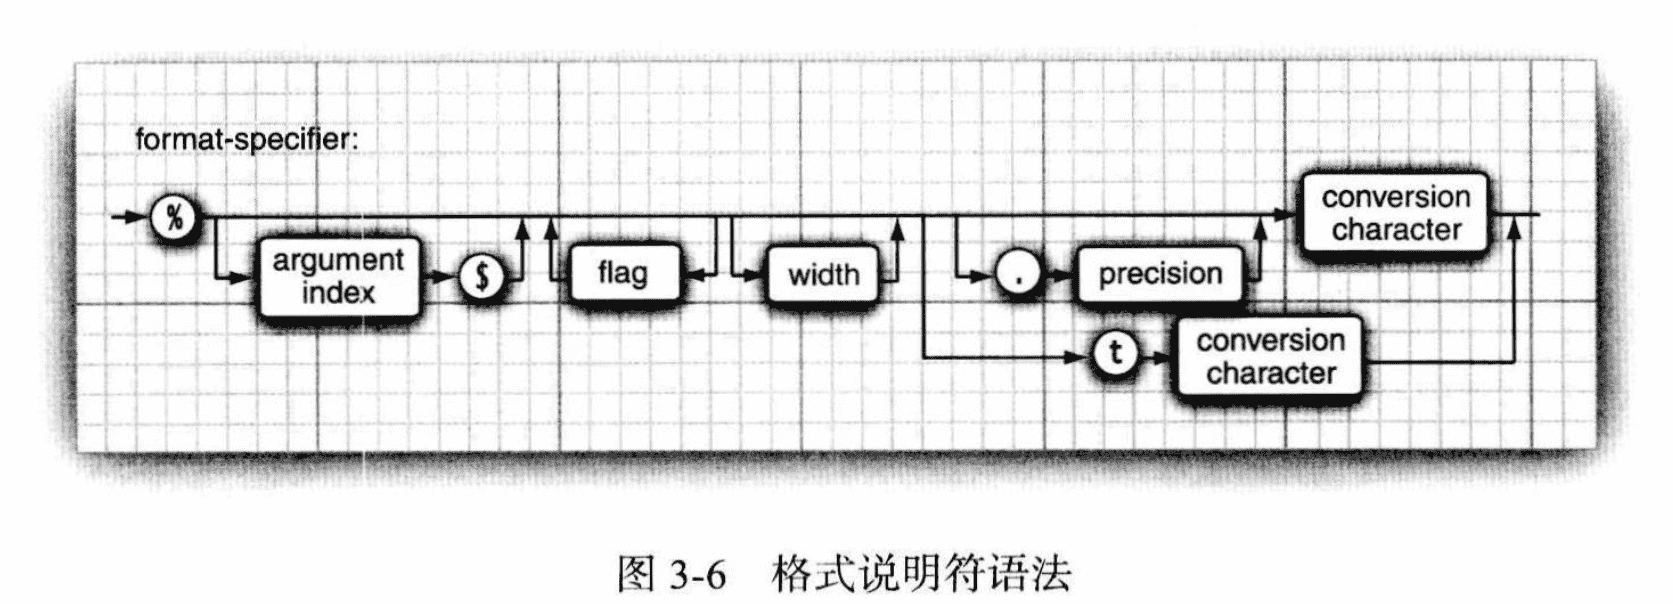 format-specifier:
%
argument
index
$
flag
width
.
precision
conversion
character
t
conversion
character
图 3-6 格式说明符语法